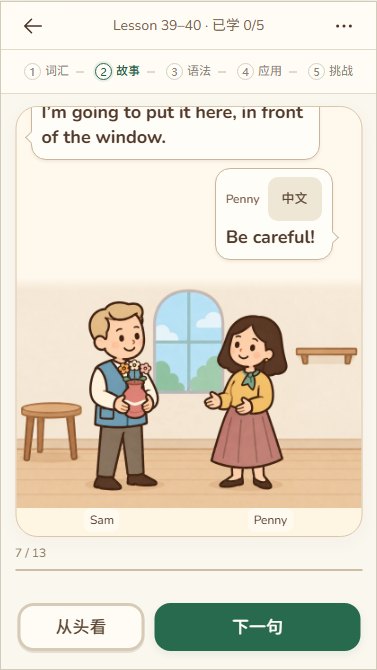 Lesson 39–40 · 已学 0/5
1 词汇 – 2 故事 – 3 语法 – 4 应用 – 5 挑战
I'm going to put it here, in front
of the window.
Penny 中文
Be careful!
Sam Penny
7 / 13
从头看 下一句